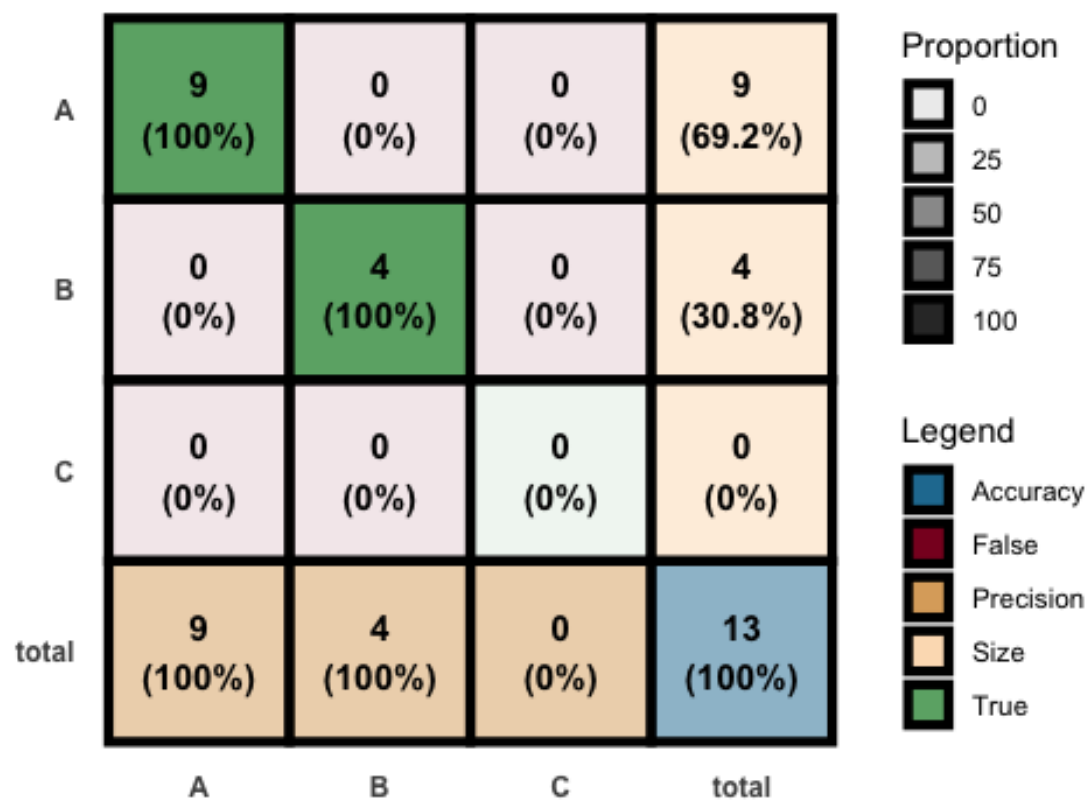 A
9
(100%)
0
(0%)
0
(0%)
9
(69.2%)
B
0
(0%)
4
(100%)
0
(0%)
4
(30.8%)
C
0
(0%)
0
(0%)
0
(0%)
0
(0%)
total
9
(100%)
4
(100%)
0
(0%)
13
(100%)
A
B
C
total
Proportion
0
25
50
75
100
Legend
Accuracy
False
Precision
Size
True